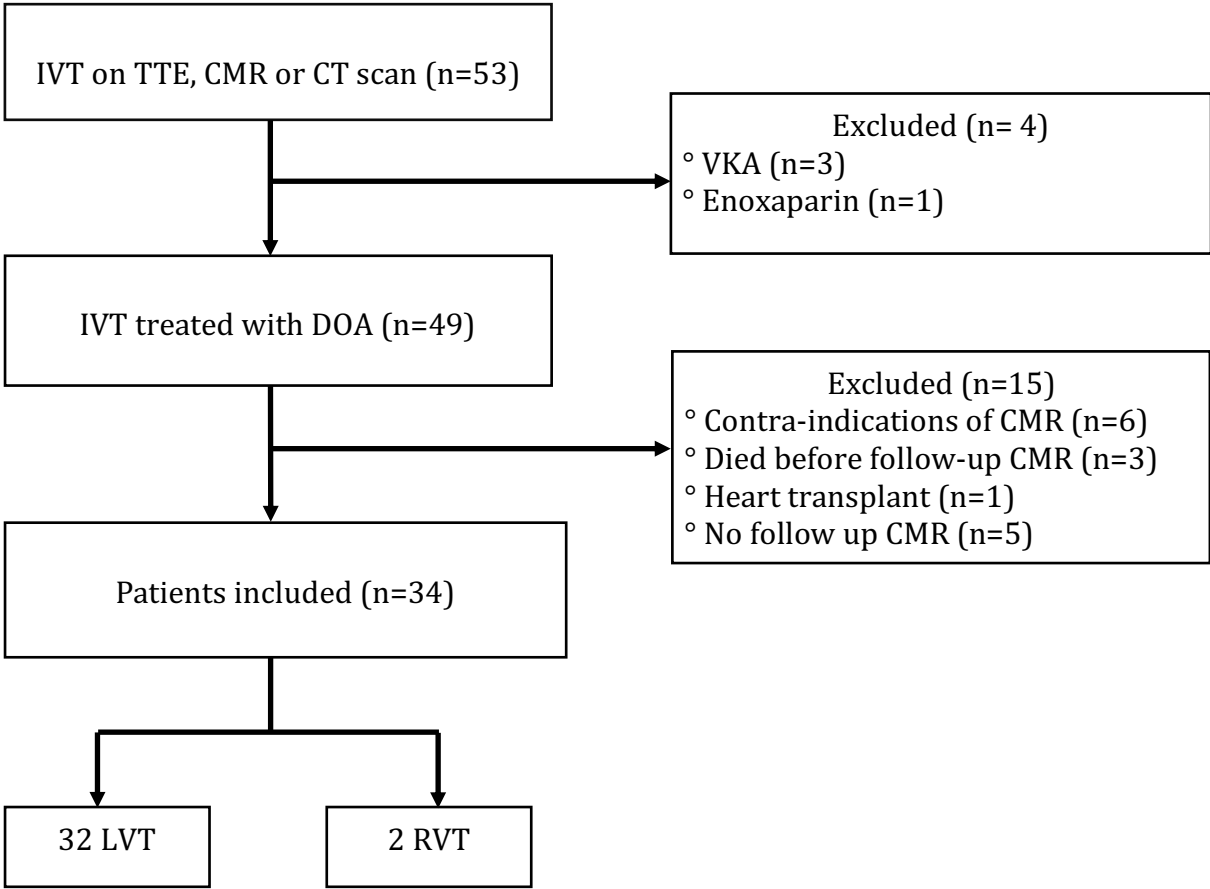 IVT on TTE, CMR or CT scan (n=53)
Excluded (n= 4)
° VKA (n=3)
° Enoxaparin (n=1)
IVT treated with DOA (n=49)
Excluded (n=15)
° Contra-indications of CMR (n=6)
° Died before follow-up CMR (n=3)
° Heart transplant (n=1)
° No follow up CMR (n=5)
Patients included (n=34)
32 LVT
2 RVT